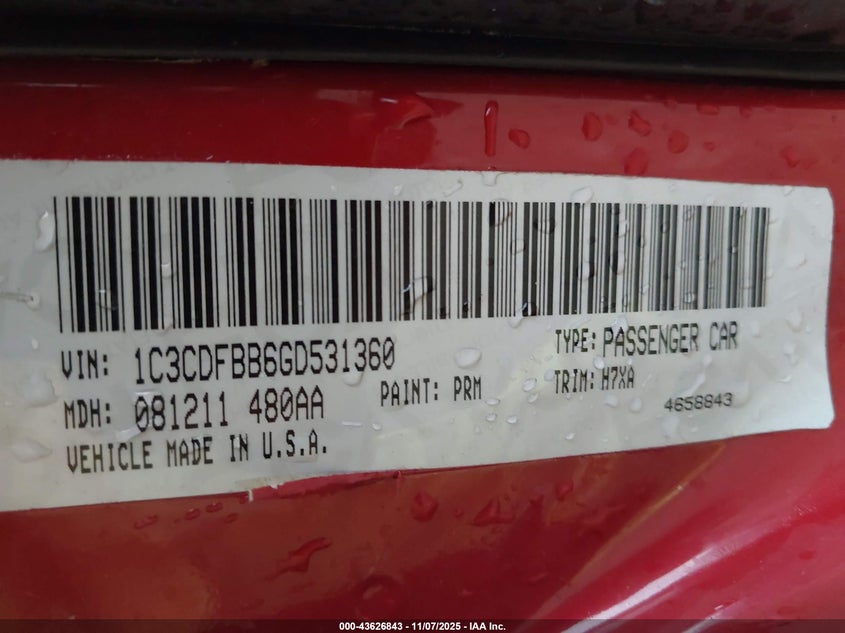 VIN: 1C3CDFBB6GD531360
TYPE: PASSENGER CAR
MDH: 081211 480AA
PAINT: PRM
TRIM: H7XA
4658843
VEHICLE MADE IN U.S.A.
000-43626843 - 11/07/2025 - IAA Inc.